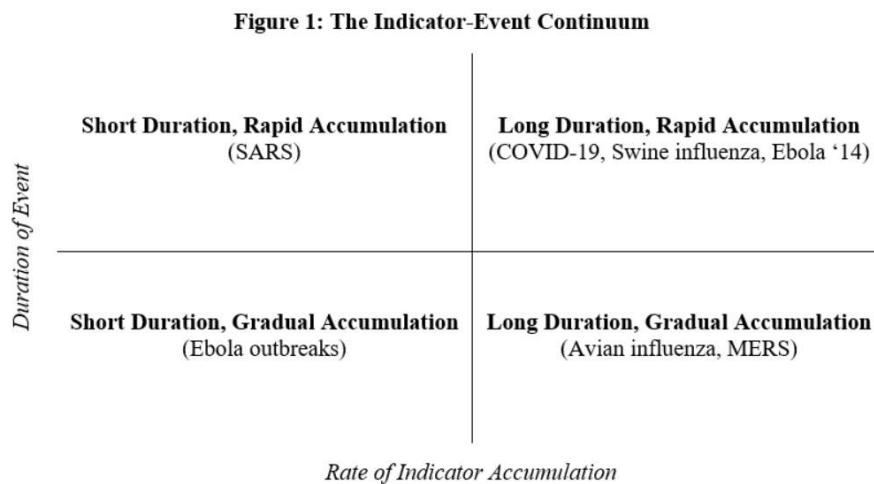 Figure 1: The Indicator-Event Continuum
Short Duration, Rapid Accumulation
(SARS)
Long Duration, Rapid Accumulation
(COVID-19, Swine influenza, Ebola ‘14)
Duration of Event
Short Duration, Gradual Accumulation
(Ebola outbreaks)
Long Duration, Gradual Accumulation
(Avian influenza, MERS)
Rate of Indicator Accumulation